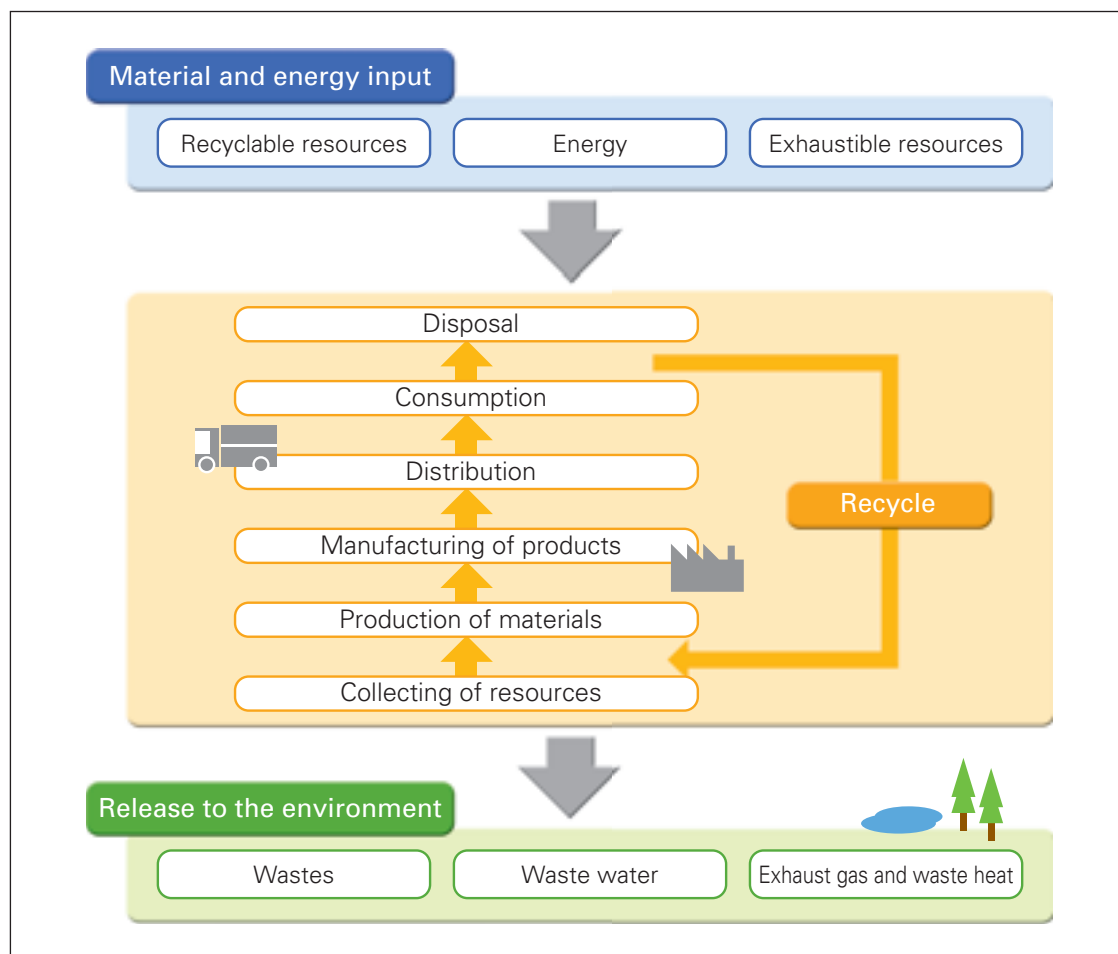 Material and energy input
Recyclable resources
Energy
Exhaustible resources
Disposal
Consumption
Distribution
Recycle
Manufacturing of products
Production of materials
Collecting of resources
Release to the environment
Wastes
Waste water
Exhaust gas and waste heat